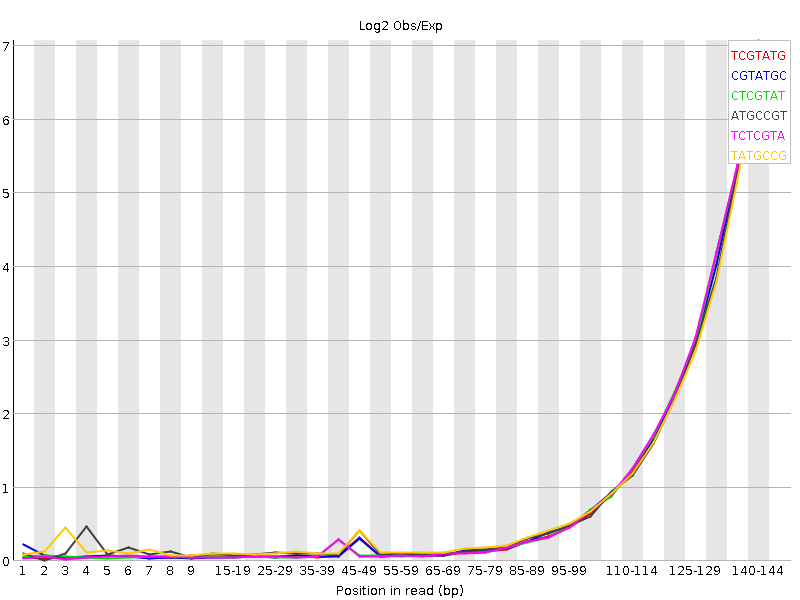 Log2 Obs/Exp
7
6
5
4
3
2
1
0
TCGTATG
CGTATGC
CTCGTAT
ATGCCGT
TCTCGTA
TATGCCG
1 2 3 4 5 6 7 8 9 15-19 25-29 35-39 45-49 55-59 65-69 75-79 85-89 95-99 110-114 125-129 140-144
Position in read (bp)